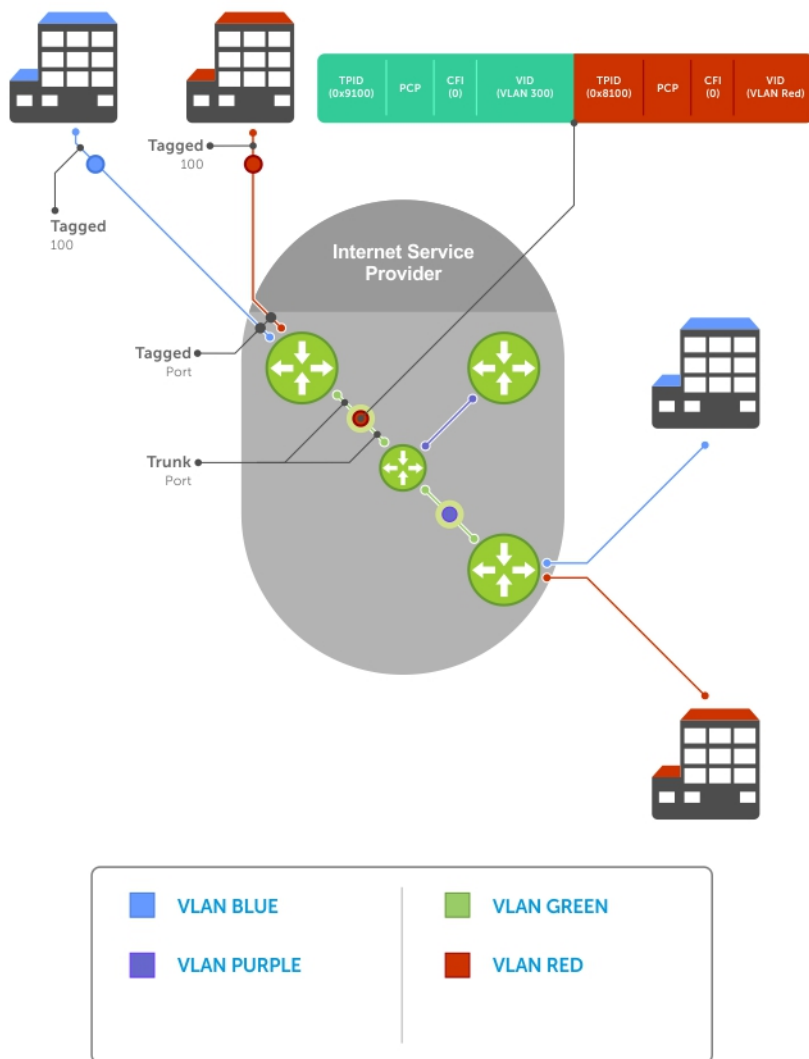 TPID
(0x9100)
PCP
CFI
(0)
VID
(VLAN 300)
TPID
(0x8100)
PCP
CFI
(0)
VID
(VLAN Red)
Tagged
100
Tagged
100
Internet Service
Provider
Tagged
Port
Trunk
Port
VLAN BLUE
VLAN GREEN
VLAN PURPLE
VLAN RED